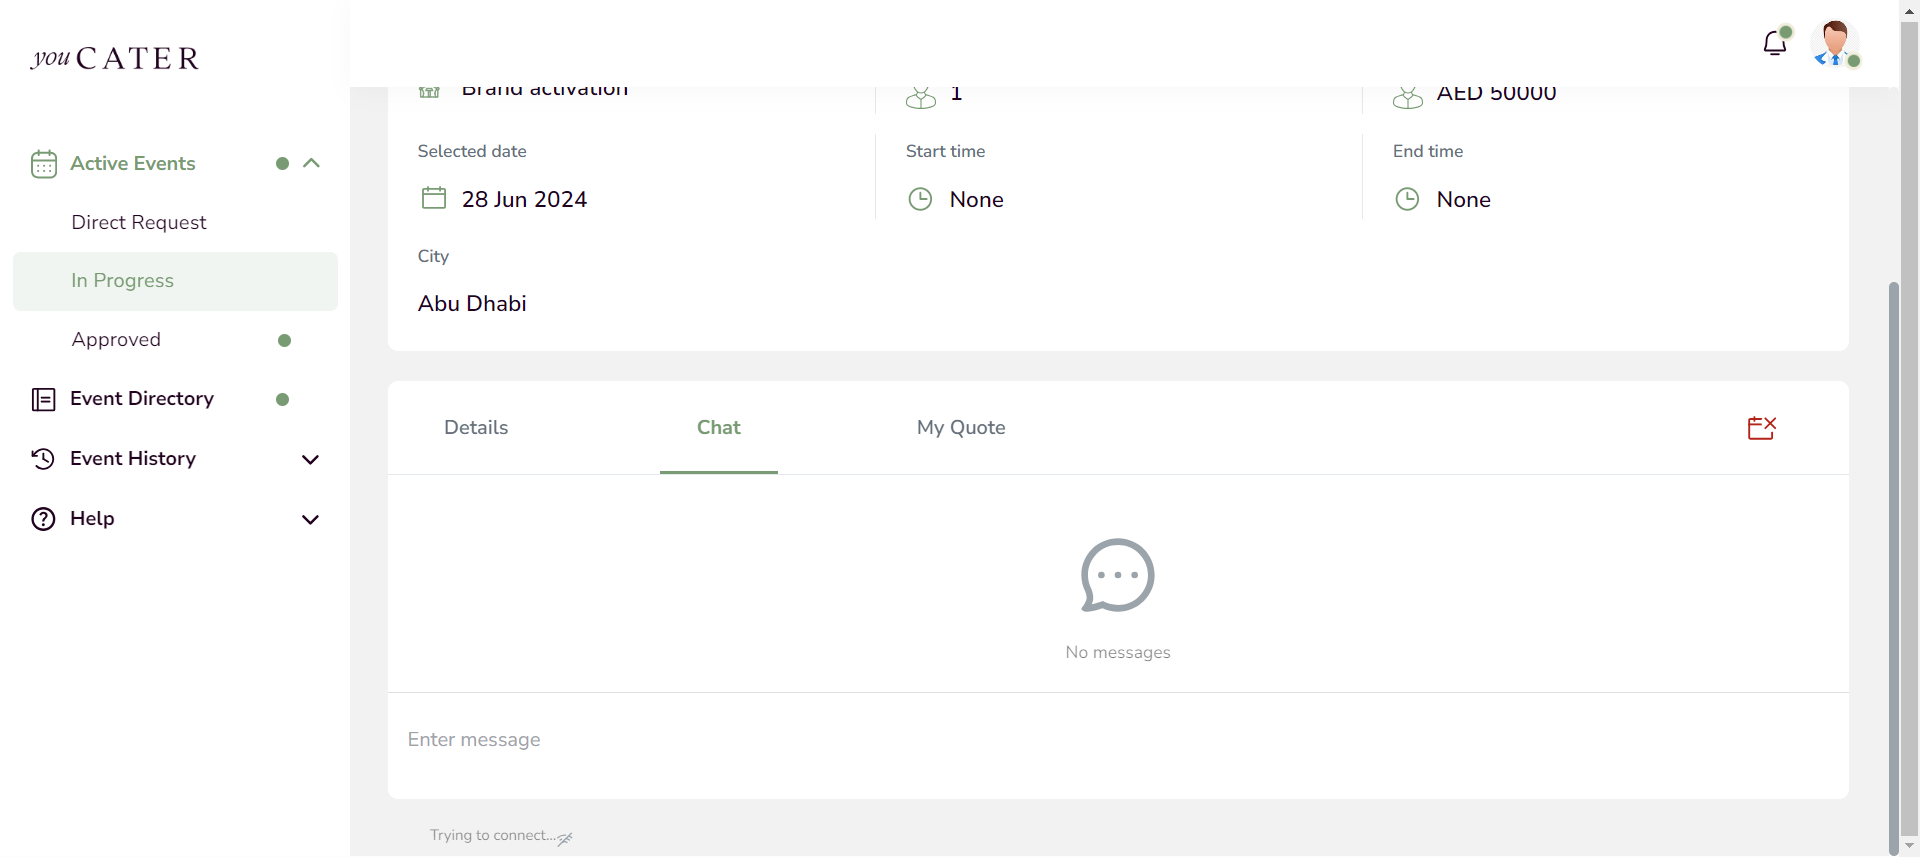 youCATER
Active Events
Direct Request
In Progress
Approved
Event Directory
Event History
Help
Brand activation
1
AED 50000
Selected date
Start time
End time
28 Jun 2024
None
None
City
Abu Dhabi
Details
Chat
My Quote
No messages
Enter message
Trying to connect...